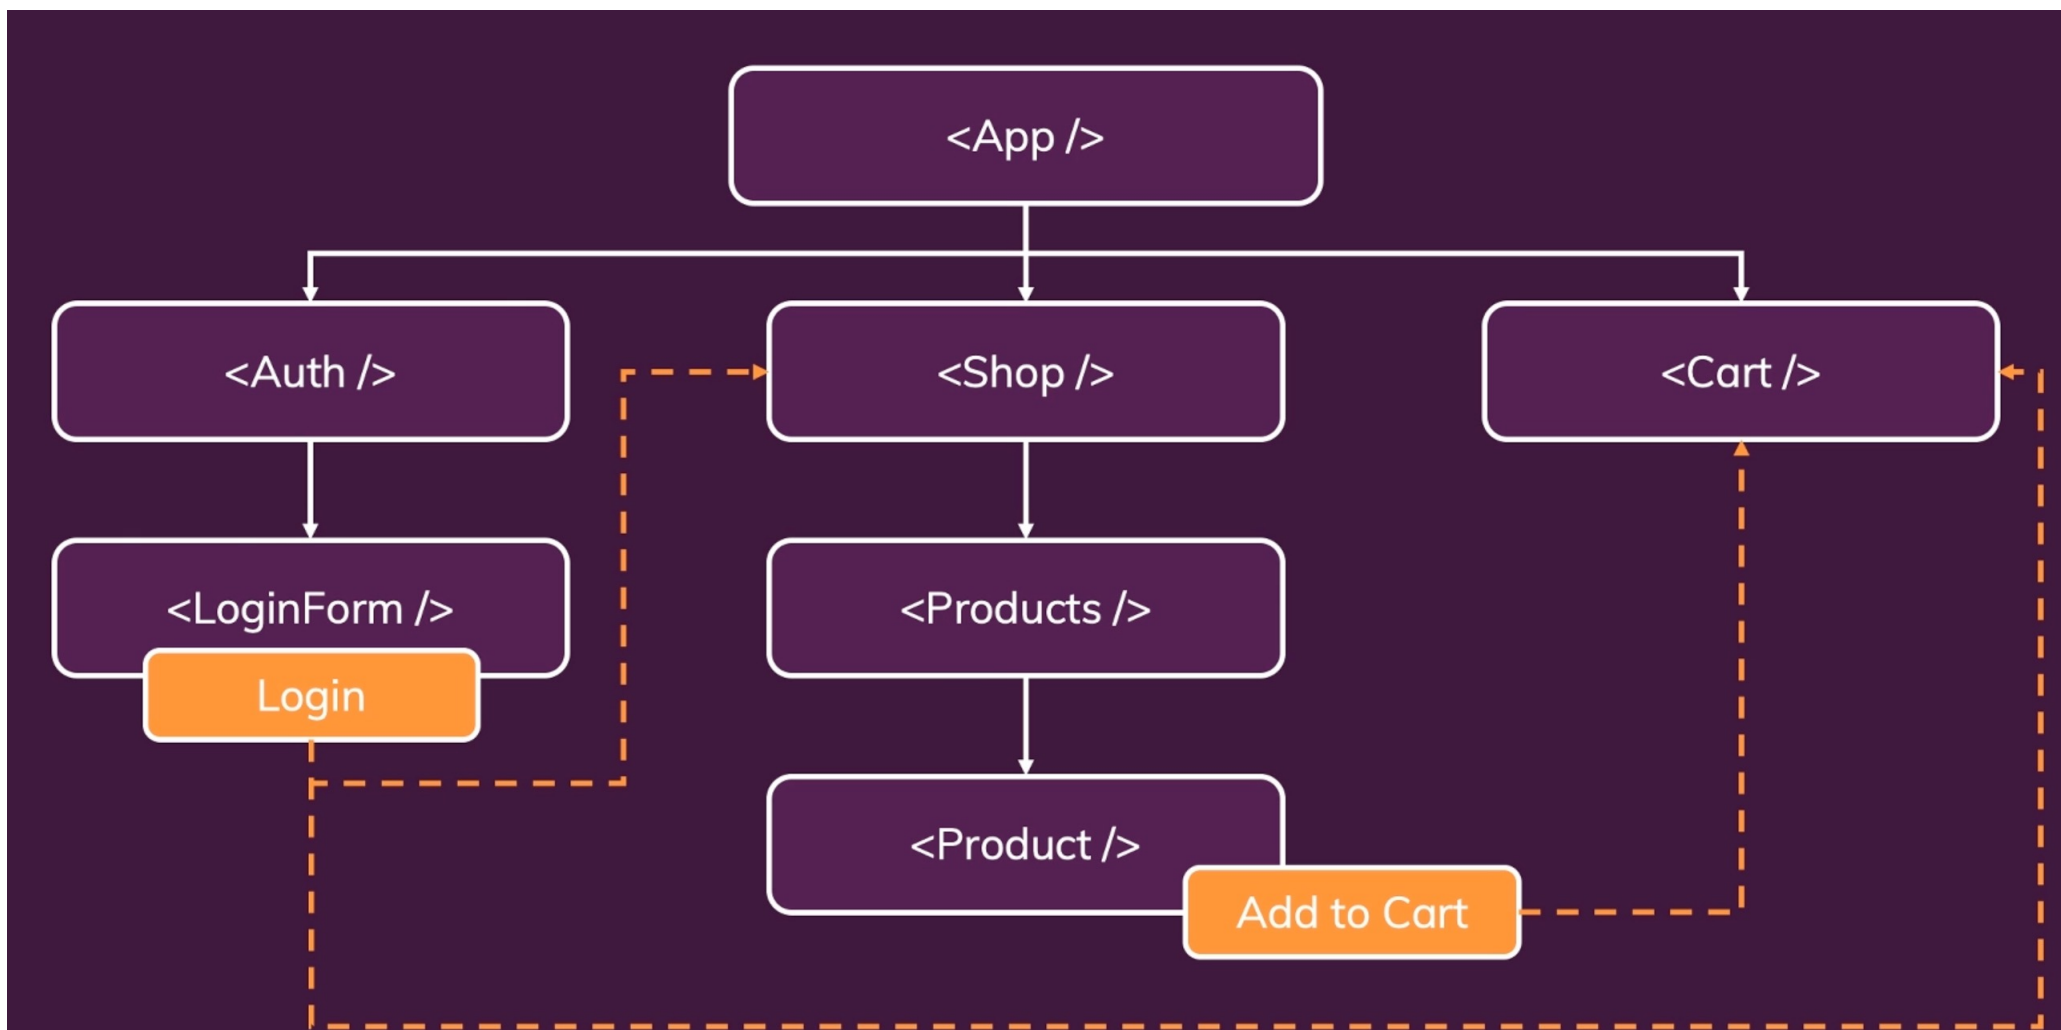 <App />
<Auth />
<Shop />
<Cart />
<LoginForm />
Login
<Products />
<Product />
Add to Cart